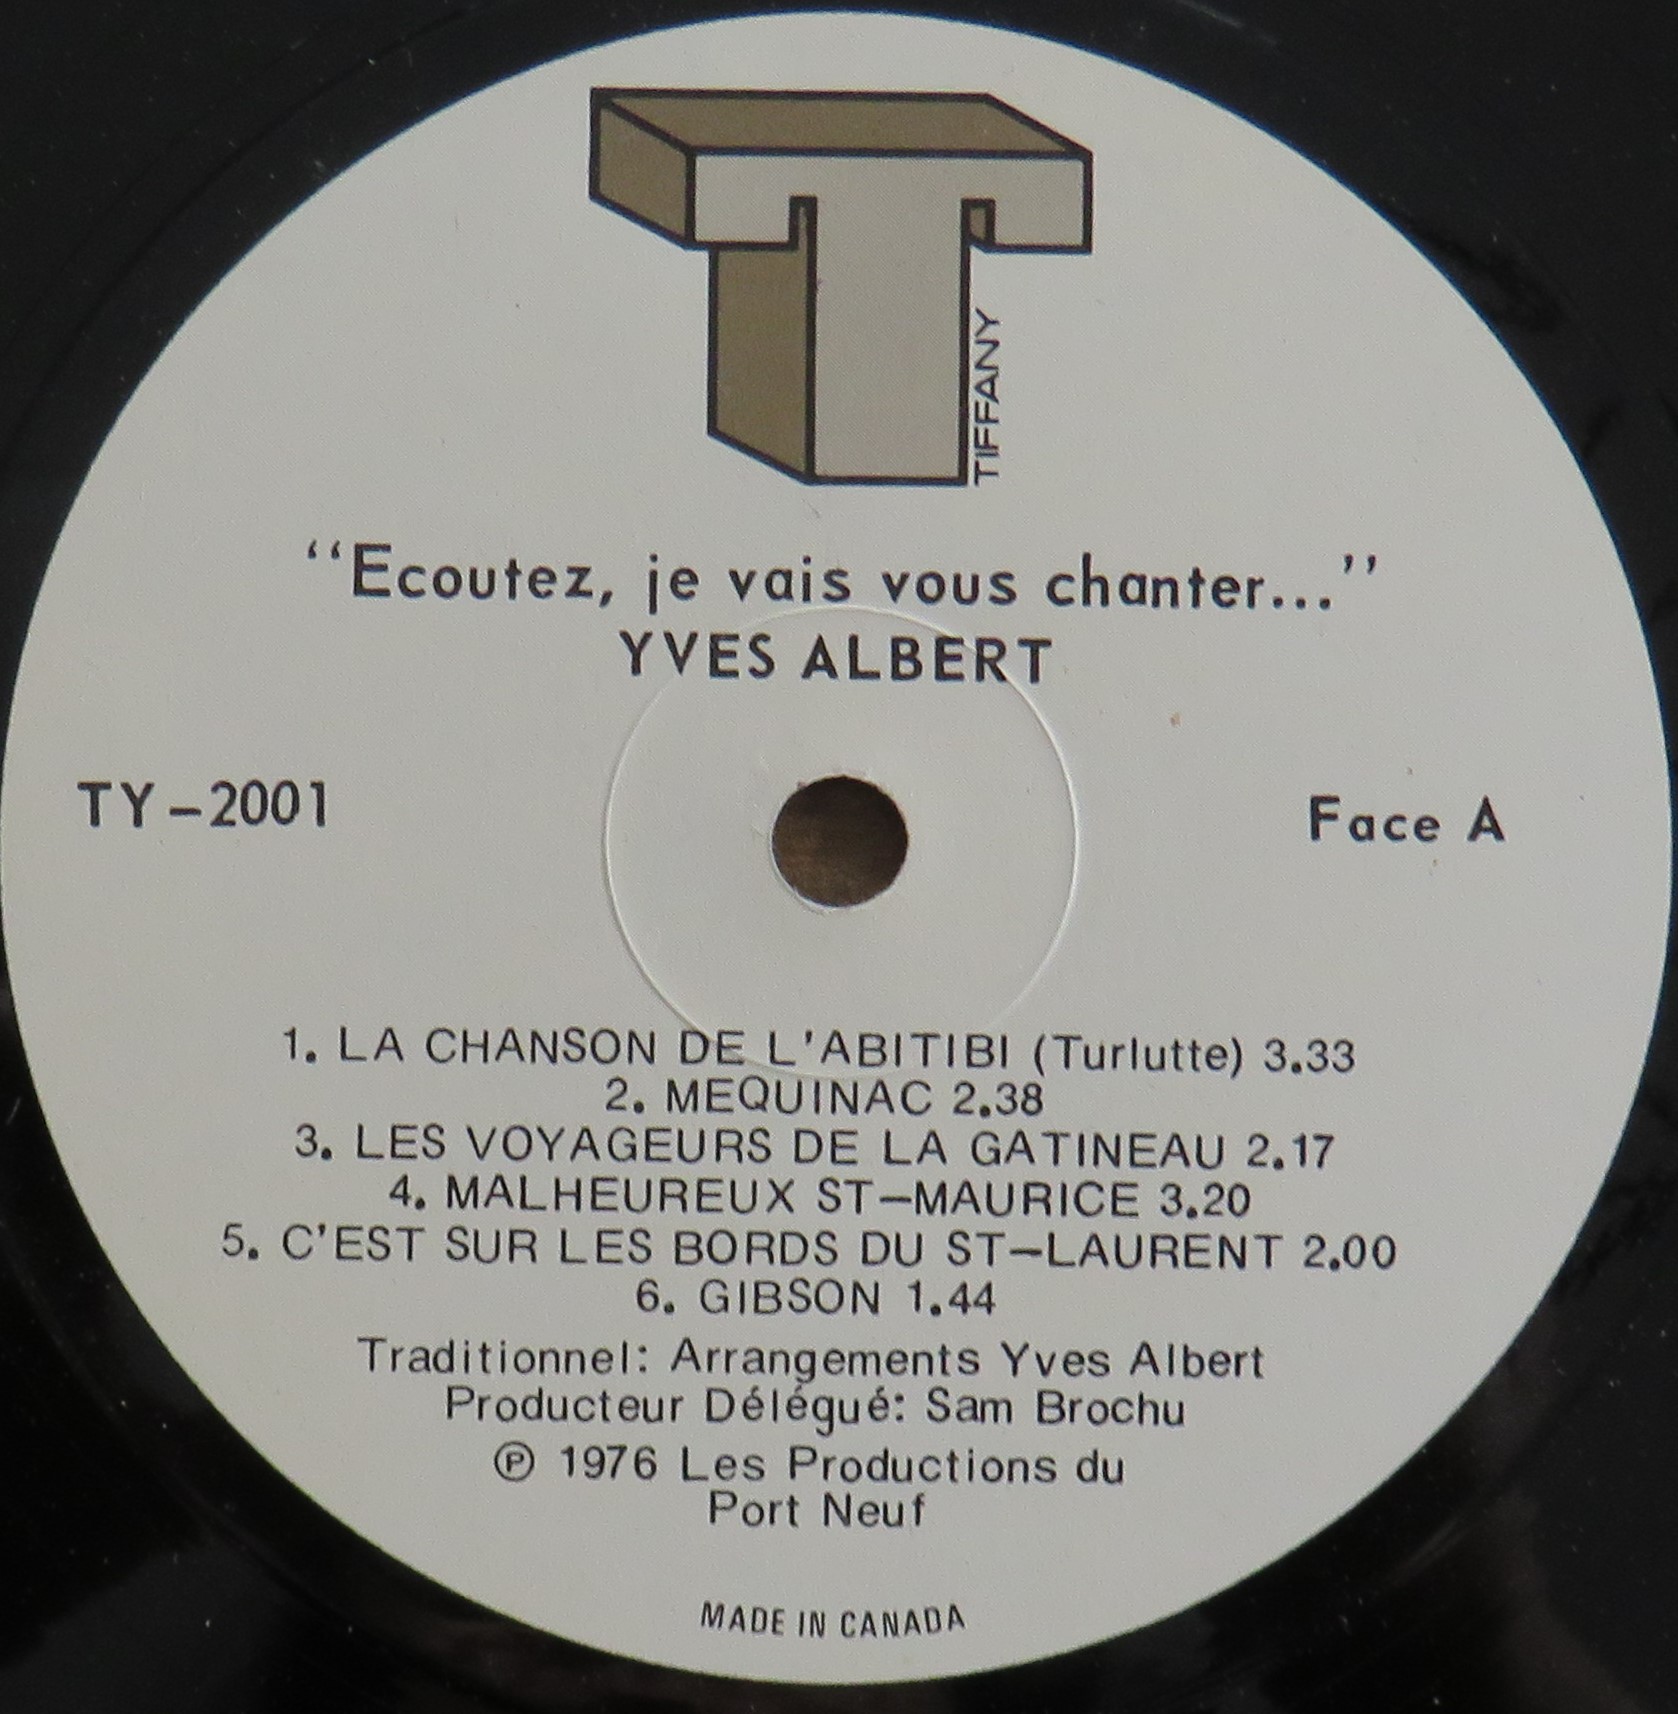 T
TIFFANY
‘‘Ecoutez, je vais vous chanter...’’
YVES ALBERT
TY–2001
Face A
1. LA CHANSON DE L'ABITIBI (Turlutte) 3.33
2. MEQUINAC 2.38
3. LES VOYAGEURS DE LA GATINEAU 2.17
4. MALHEUREUX ST–MAURICE 3.20
5. C'EST SUR LES BORDS DU ST–LAURENT 2.00
6. GIBSON 1.44
Traditionnel: Arrangements Yves Albert
Producteur Délégué: Sam Brochu
℗ 1976 Les Productions du
Port Neuf
MADE IN CANADA